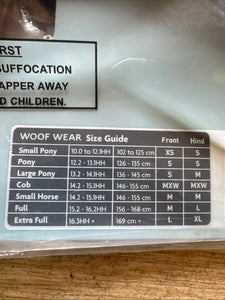 RST
SUFFOCATION
APPER AWAY
D CHILDREN.
WOOF WEAR Size Guide Front Hind
Small Pony 10.0 to 12.1HH 102 to 125 cm XS S
Pony 12.2 - 13.1HH 126 - 135 cm S S
Large Pony 13.2 - 14.1HH 136 - 145 cm S M
Cob 14.2 - 15.1HH 146 - 155 cm MXW MXW
Small Horse 14.2 - 15.1HH 146 - 155 cm M M
Full 15.2 - 16.2HH 156 - 168 cm M L
Extra Full 16.3HH + 169 cm + L XL